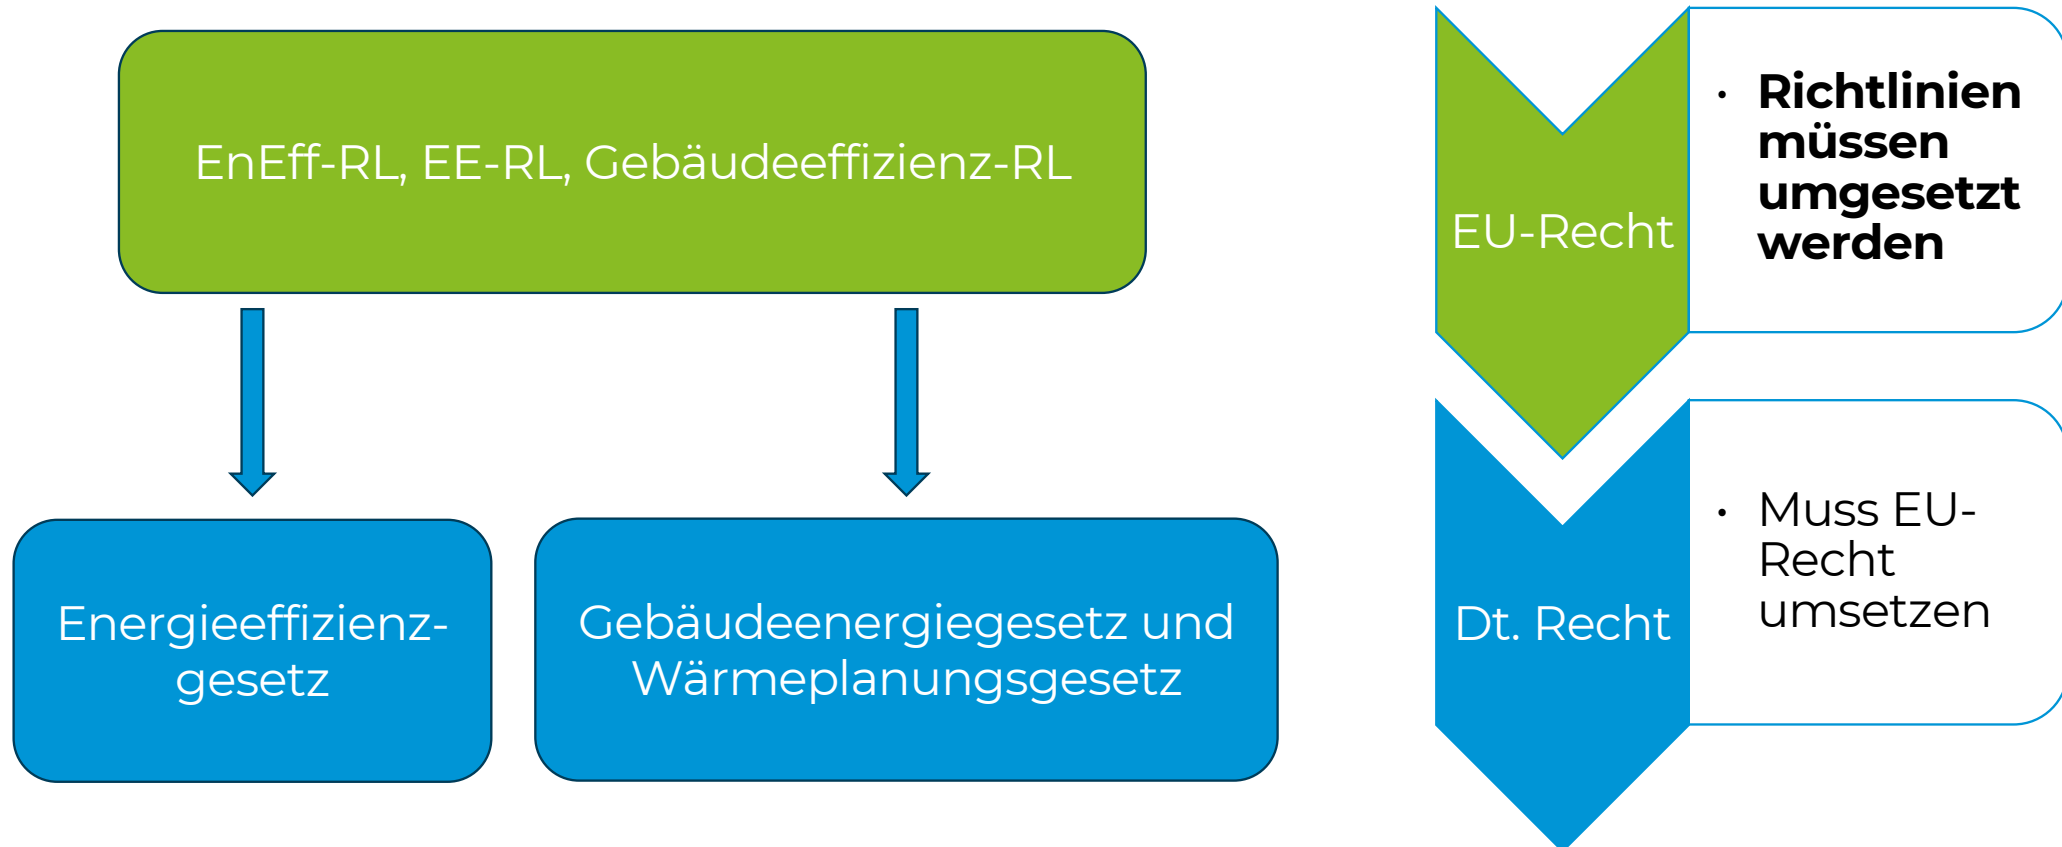 EnEff-RL, EE-RL, Gebäudeeffizienz-RL
Energieeffizienz-
gesetz
Gebäudeenergiegesetz und
Wärmeplanungsgesetz
EU-Recht
• Richtlinien
müssen
umgesetzt
werden
Dt. Recht
• Muss EU-
Recht
umsetzen